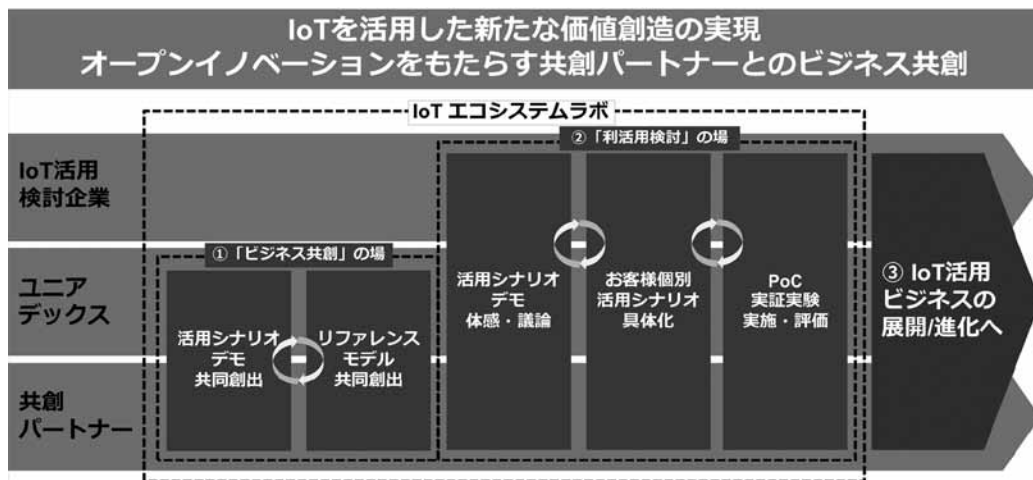 IoTを活用した新たな価値創造の実現
オープンイノベーションをもたらす共創パートナーとのビジネス共創
IoT エコシステムラボ
②「利活用検討」の場
IoT活用
検討企業
①「ビジネス共創」の場
ユニア
デックス
共創
パートナー
活用シナリオ
デモ
共同創出
リファレンス
モデル
共同創出
活用シナリオ
デモ
体感・議論
お客様個別
活用シナリオ
具体化
PoC
実証実験
実施・評価
③ IoT活用
ビジネスの
展開/進化へ